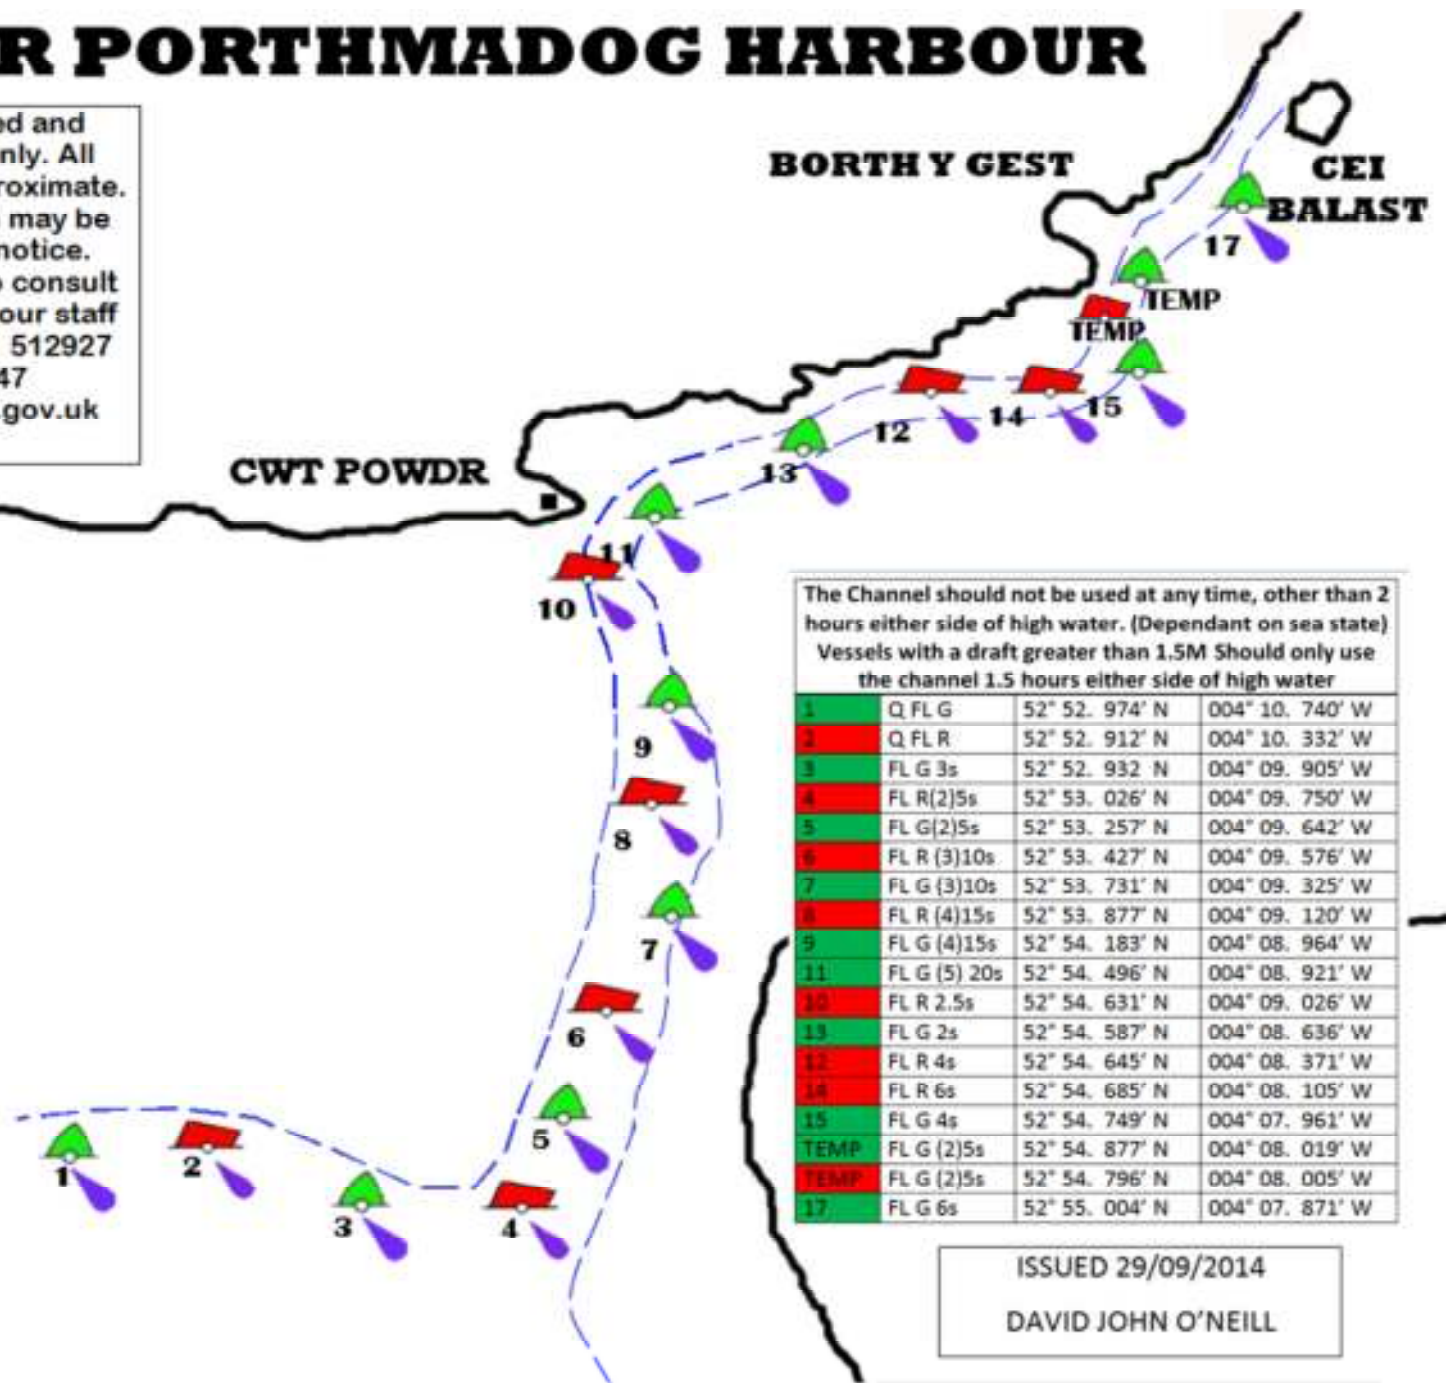 R PORTHMADOG HARBOUR
ed and
nly. All
roximate.
may be
notice.
consult
our staff
512927
47
.gov.uk
BORTH Y GEST
CEI
BALAST
17
TEMP
TEMP
15
14
12
13
CWT POWDR
11
10
9
8
7
6
5
4
3
2
1
The Channel should not be used at any time, other than 2
hours either side of high water. (Dependant on sea state)
Vessels with a draft greater than 1.5M Should only use
the channel 1.5 hours either side of high water
1 Q FL G 52° 52. 974' N 004° 10. 740' W
2 Q FL R 52° 52. 912' N 004° 10. 332' W
3 FL G 3s 52° 52. 932 N 004° 09. 905' W
4 FL R(2)5s 52° 53. 026' N 004° 09. 750' W
5 FL G(2)5s 52° 53. 257' N 004° 09. 642' W
6 FL R (3)10s 52° 53. 427' N 004° 09. 576' W
7 FL G (3)10s 52° 53. 731' N 004° 09. 325' W
8 FL R (4)15s 52° 53. 877' N 004° 09. 120' W
9 FL G (4)15s 52° 54. 183' N 004° 08. 964' W
11 FL G (5) 20s 52° 54. 496' N 004° 08. 921' W
10 FL R 2.5s 52° 54. 631' N 004° 09. 026' W
13 FL G 2s 52° 54. 587' N 004° 08. 636' W
12 FL R 4s 52° 54. 645' N 004° 08. 371' W
14 FL R 6s 52° 54. 685' N 004° 08. 105' W
15 FL G 4s 52° 54. 749' N 004° 07. 961' W
TEMP FL G (2)5s 52° 54. 877' N 004° 08. 019' W
TEMP FL G (2)5s 52° 54. 796' N 004° 08. 005' W
17 FL G 6s 52° 55. 004' N 004° 07. 871' W
ISSUED 29/09/2014
DAVID JOHN O'NEILL